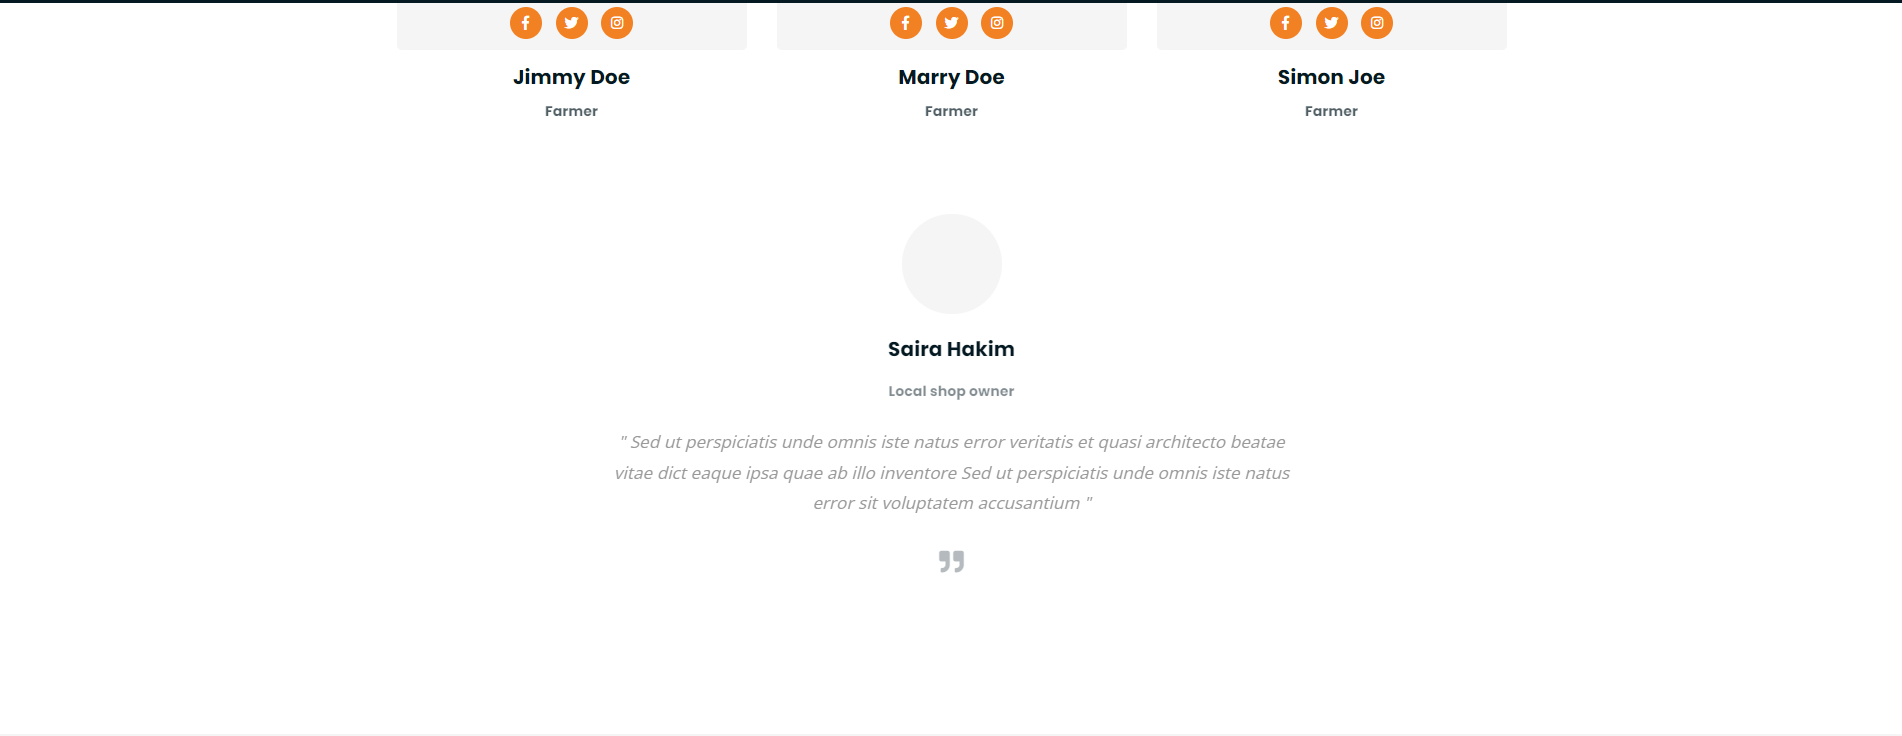 Jimmy Doe
Marry Doe
Simon Joe
Farmer
Farmer
Farmer
Saira Hakim
Local shop owner
" Sed ut perspiciatis unde omnis iste natus error veritatis et quasi architecto beatae
vitae dict eaque ipsa quae ab illo inventore Sed ut perspiciatis unde omnis iste natus
error sit voluptatem accusantium "